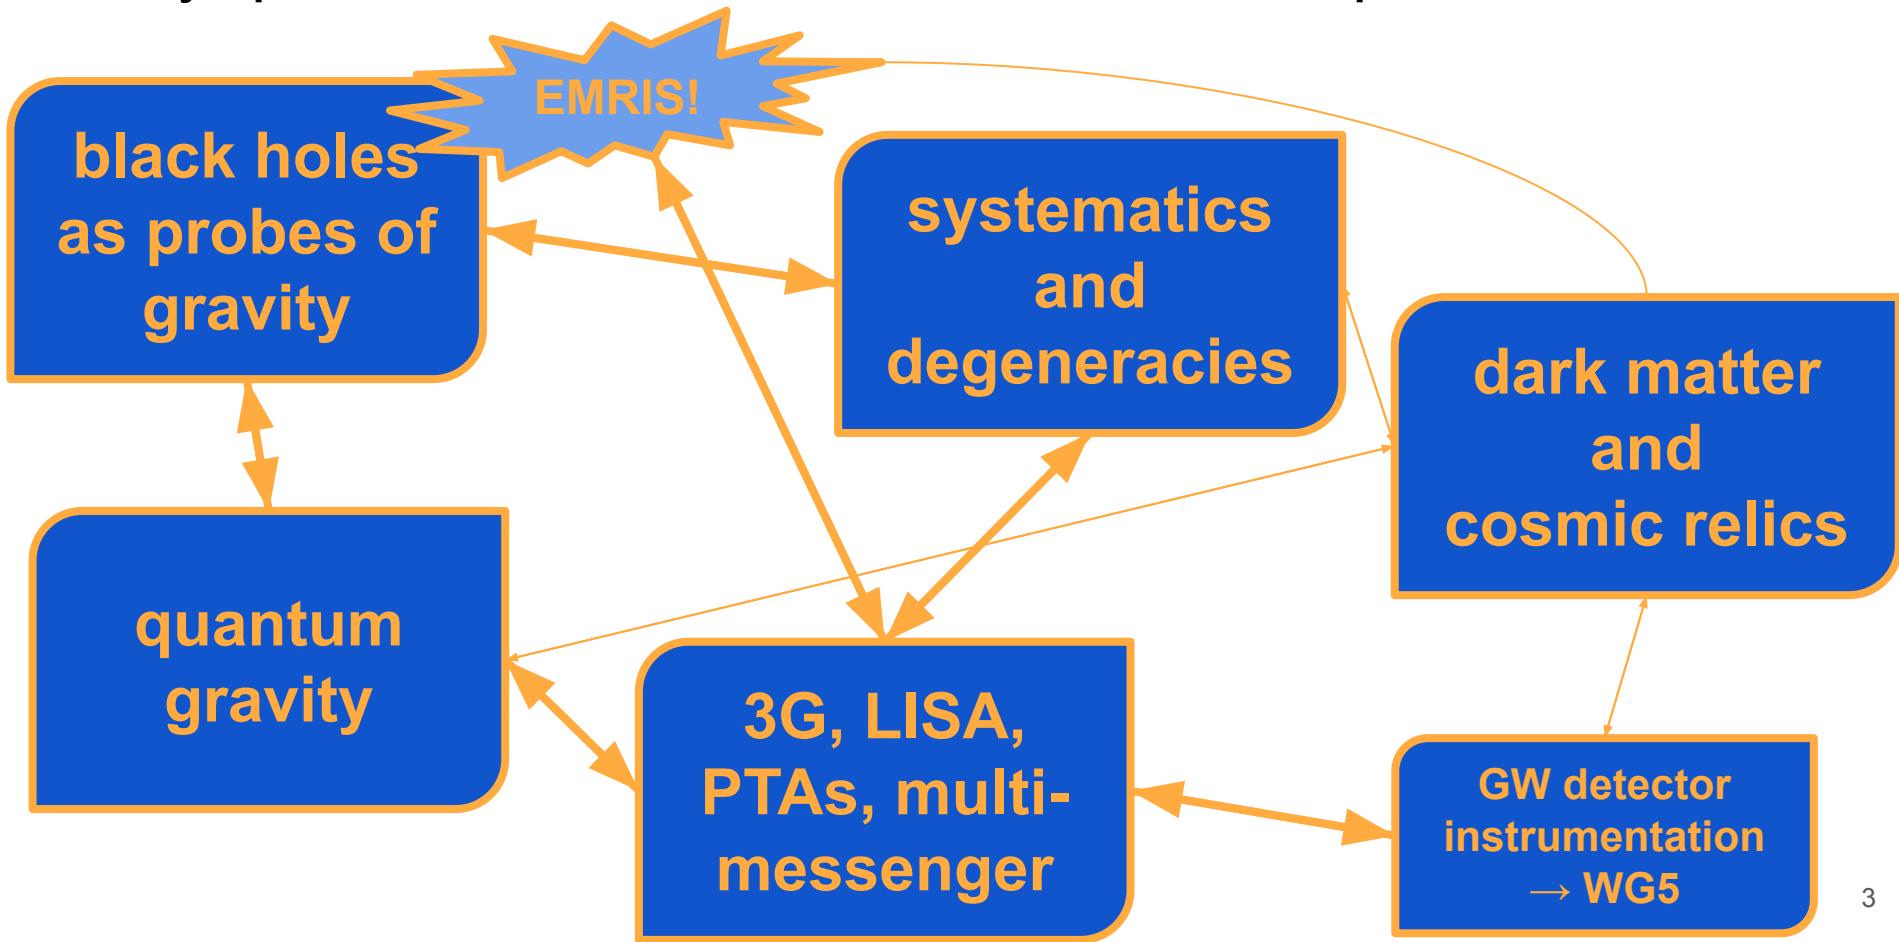 EMRIS!
black holes
as probes of
gravity
systematics
and
degeneracies
dark matter
and
cosmic relics
quantum
gravity
3G, LISA,
PTAs, multi-
messenger
GW detector
instrumentation
→ WG5
3